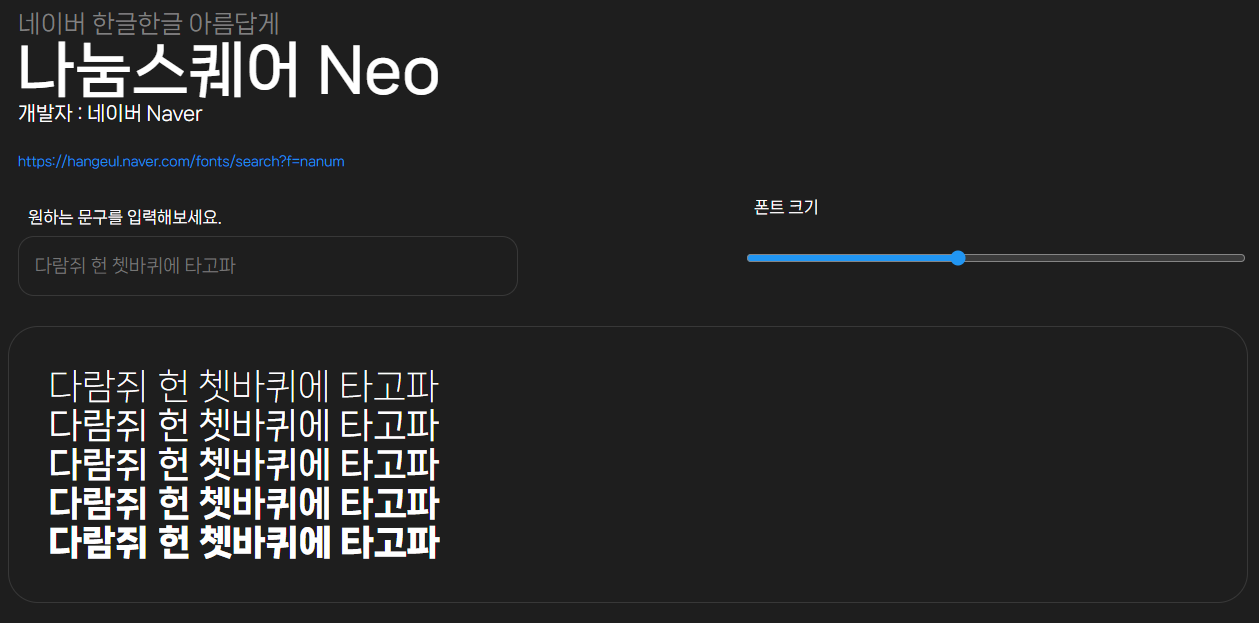 네이버 한글한글 아름답게
나눔스퀘어 Neo
개발자 : 네이버 Naver
https://hangeul.naver.com/fonts/search?f=nanum
원하는 문구를 입력해보세요.
폰트 크기
다람쥐 헌 쳇바퀴에 타고파
다람쥐 헌 쳇바퀴에 타고파
다람쥐 헌 쳇바퀴에 타고파
다람쥐 헌 쳇바퀴에 타고파
다람쥐 헌 쳇바퀴에 타고파
다람쥐 헌 쳇바퀴에 타고파